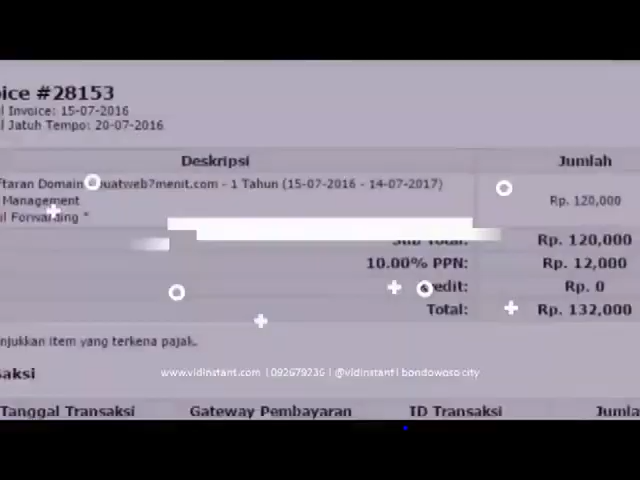 ice #28153
l Invoice: 15-07-2016
l Jatuh Tempo: 20-07-2016
Deskripsi Jumlah
ftaran Domain buatweb7menit.com - 1 Tahun (15-07-2016 - 14-07-2017)
Management Rp. 120,000
l Forwarding *
Sub Total: Rp. 120,000
10.00% PPN: Rp. 12,000
Credit: Rp. 0
Total: Rp. 132,000
njukkan item yang terkena pajak.
saksi
www.vidinstant.com | 092679236 | @vidinstant | bondowoso city
Tanggal Transaksi Gateway Pembayaran ID Transaksi Jumla